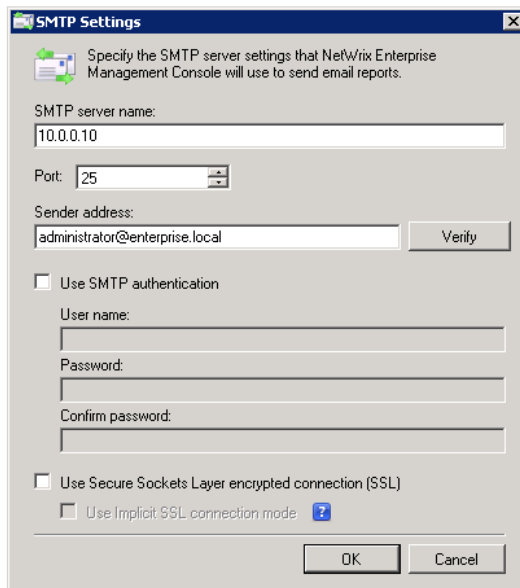 SMTP Settings
Specify the SMTP server settings that NetWrix Enterprise
Management Console will use to send email reports.
SMTP server name:
10.0.0.10
Port: 25
Sender address:
administrator@enterprise.local Verify
Use SMTP authentication
User name:
Password:
Confirm password:
Use Secure Sockets Layer encrypted connection (SSL)
Use Implicit SSL connection mode ?
OK Cancel